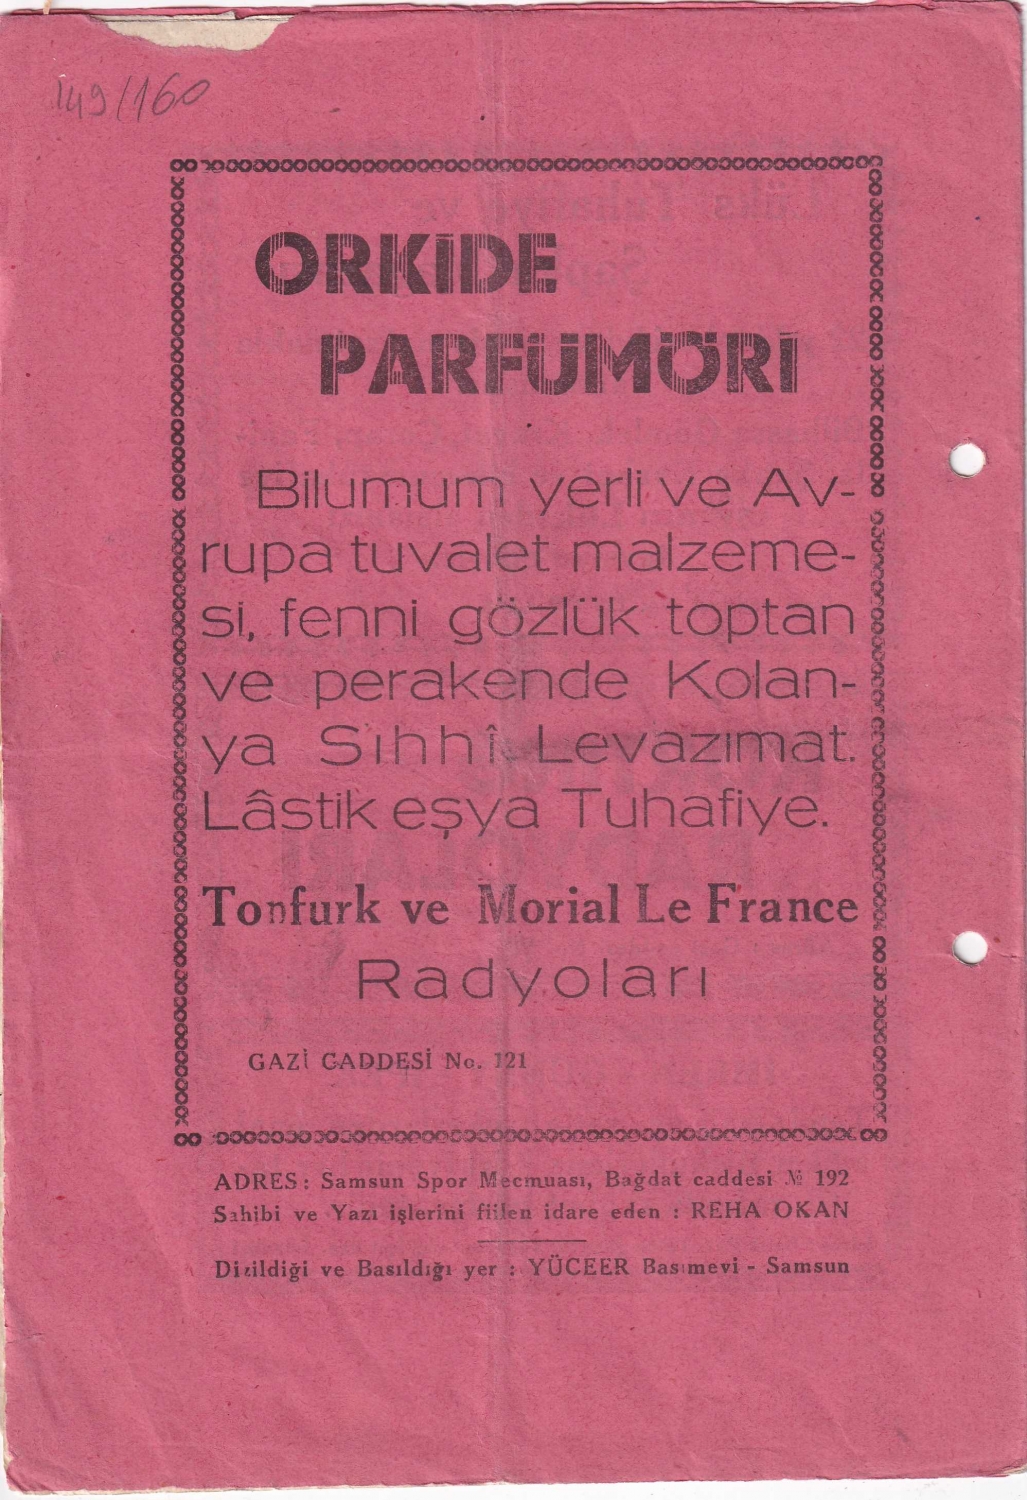 149/160
ORKİDE
PARFÜMÖRİ
Bilumum yerli ve Av-
rupa tuvalet malzeme-
si, fenni gözlük toptan
ve perakende Kolan-
ya Sıhhî Levazımat.
Lâstik eşya Tuhafiye.
Tonfurk ve Morial Le France
Radyoları
GAZİ CADDESİ No. 121
ADRES: Samsun Spor Mecmuası, Bağdat caddesi № 192
Sahibi ve Yazı işlerini fiilen idare eden : REHA OKAN
Dizildiği ve Basıldığı yer : YÜCEER Basımevi - Samsun